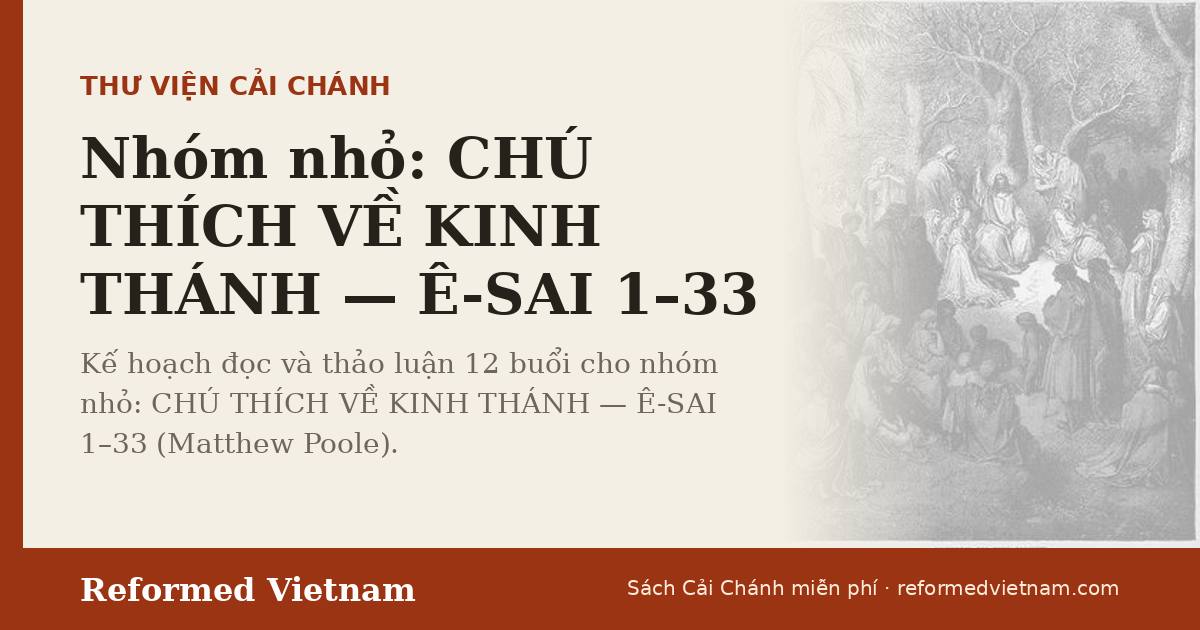 THƯ VIỆN CẢI CHÁNH
Nhóm nhỏ: CHÚ
THÍCH VỀ KINH
THÁNH — Ê-SAI 1–33
Kế hoạch đọc và thảo luận 12 buổi cho nhóm
nhỏ: CHÚ THÍCH VỀ KINH THÁNH — Ê-SAI
1–33 (Matthew Poole).
Reformed Vietnam
Sách Cải Chánh miễn phí · reformedvietnam.com